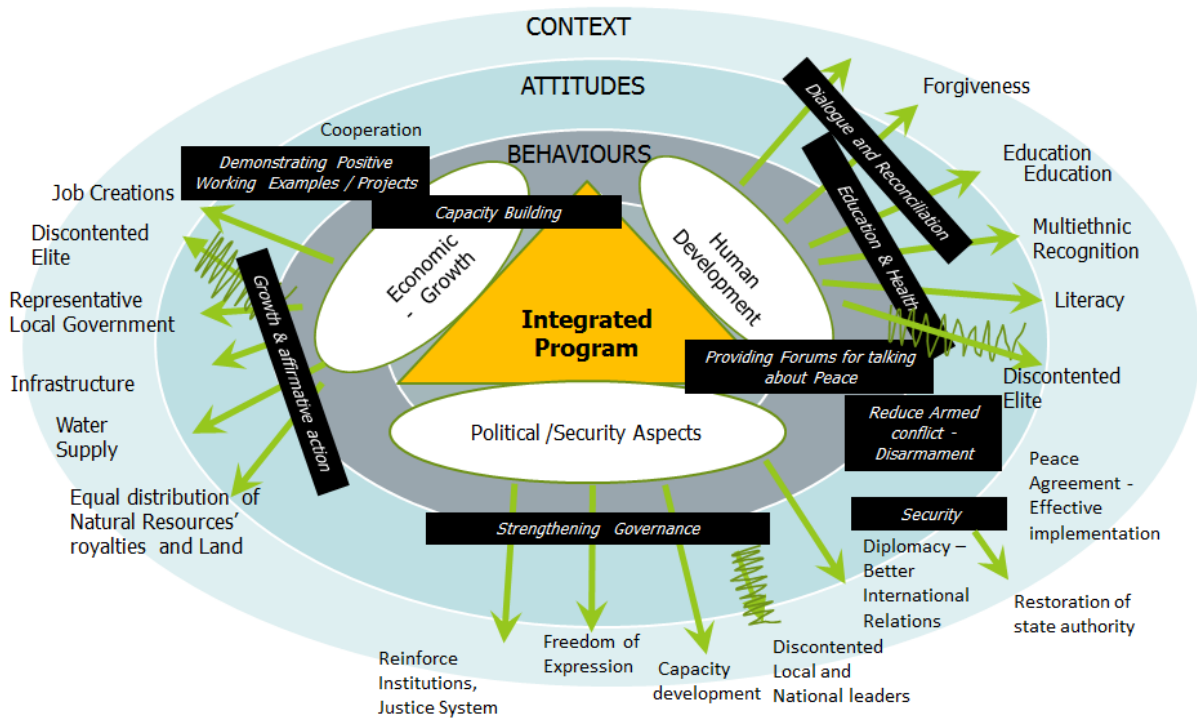 CONTEXT
ATTITUDES
Cooperation
BEHAVIOURS
Demonstrating Positive
Working Examples / Projects
Capacity Building
Job Creations
Discontented
Elite
Representative
Local Government
Infrastructure
Water
Supply
Equal distribution of
Natural Resources’
royalties and Land
Growth & affirmative action
Economic
- Growth
Human
Development
Integrated
Program
Political /Security Aspects
Dialogue and Reconciliation
Education & Health
Forgiveness
Education
Education
Multiethnic
Recognition
Literacy
Discontented
Elite
Providing Forums for talking
about Peace
Reduce Armed
conflict -
Disarmament
Peace
Agreement -
Effective
implementation
Security
Strengthening Governance
Diplomacy –
Better
International
Relations
Restoration of
state authority
Reinforce
Institutions,
Justice System
Freedom of
Expression
Capacity
development
Discontented
Local and
National leaders